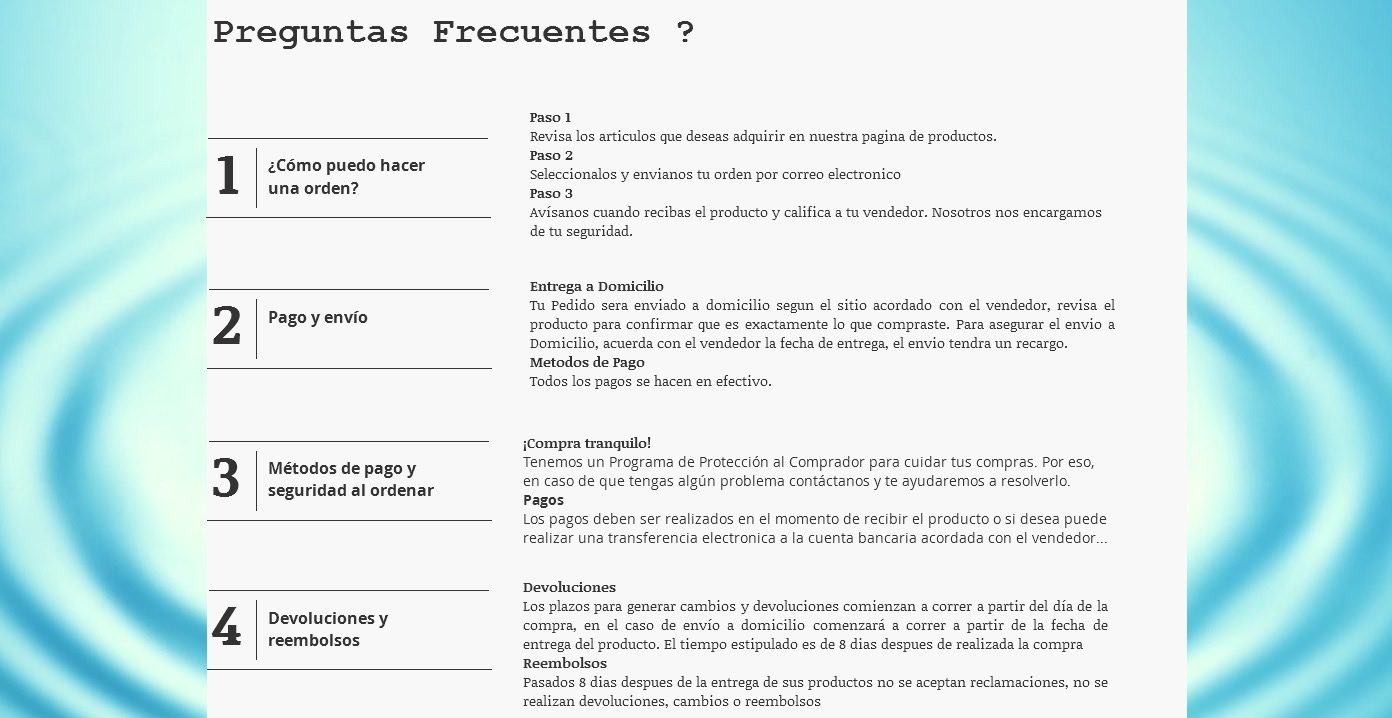 Preguntas Frecuentes ?
1
¿Cómo puedo hacer
una orden?
Paso 1
Revisa los articulos que deseas adquirir en nuestra pagina de productos.
Paso 2
Seleccionalos y envianos tu orden por correo electronico
Paso 3
Avísanos cuando recibas el producto y califica a tu vendedor. Nosotros nos encargamos
de tu seguridad.
2
Pago y envío
Entrega a Domicilio
Tu Pedido sera enviado a domicilio segun el sitio acordado con el vendedor, revisa el
producto para confirmar que es exactamente lo que compraste. Para asegurar el envio a
Domicilio, acuerda con el vendedor la fecha de entrega, el envio tendra un recargo.
Metodos de Pago
Todos los pagos se hacen en efectivo.
3
Métodos de pago y
seguridad al ordenar
¡Compra tranquilo!
Tenemos un Programa de Protección al Comprador para cuidar tus compras. Por eso,
en caso de que tengas algún problema contáctanos y te ayudaremos a resolverlo.
Pagos
Los pagos deben ser realizados en el momento de recibir el producto o si desea puede
realizar una transferencia electronica a la cuenta bancaria acordada con el vendedor...
4
Devoluciones y
reembolsos
Devoluciones
Los plazos para generar cambios y devoluciones comienzan a correr a partir del día de la
compra, en el caso de envío a domicilio comenzará a correr a partir de la fecha de
entrega del producto. El tiempo estipulado es de 8 dias despues de realizada la compra
Reembolsos
Pasados 8 dias despues de la entrega de sus productos no se aceptan reclamaciones, no se
realizan devoluciones, cambios o reembolsos